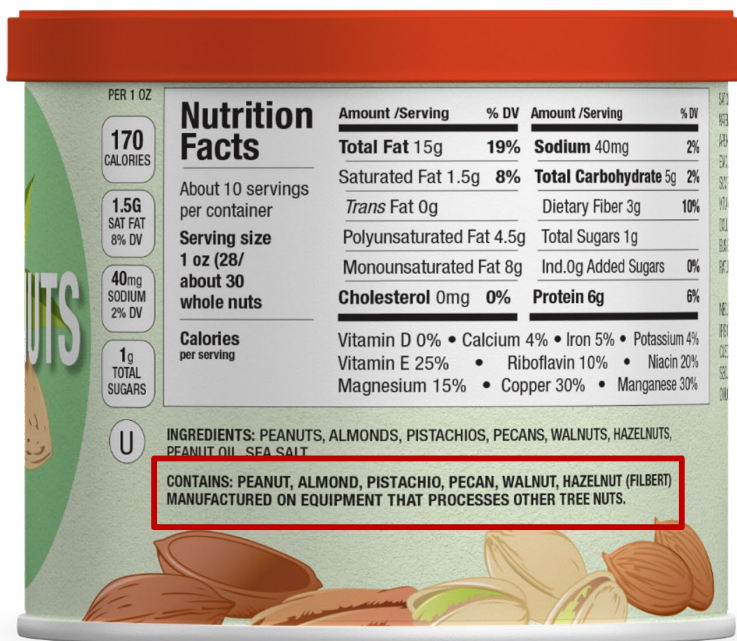 PER 1 OZ
170
CALORIES
1.5G
SAT FAT
8% DV
40mg
SODIUM
2% DV
1g
TOTAL
SUGARS
U
UTS
Nutrition
Facts
About 10 servings
per container
Serving size
1 oz (28/
about 30
whole nuts
Calories
per serving
Amount /Serving % DV
Total Fat 15g 19%
Saturated Fat 1.5g 8%
Trans Fat 0g
Polyunsaturated Fat 4.5g
Monounsaturated Fat 8g
Cholesterol 0mg 0%
Amount /Serving % DV
Sodium 40mg 2%
Total Carbohydrate 5g 2%
Dietary Fiber 3g 10%
Total Sugars 1g
Ind.0g Added Sugars 0%
Protein 6g 6%
Vitamin D 0% • Calcium 4% • Iron 5% • Potassium 4%
Vitamin E 25% • Riboflavin 10% • Niacin 20%
Magnesium 15% • Copper 30% • Manganese 30%
INGREDIENTS: PEANUTS, ALMONDS, PISTACHIOS, PECANS, WALNUTS, HAZELNUTS,
PEANUT OIL, SEA SALT
CONTAINS: PEANUT, ALMOND, PISTACHIO, PECAN, WALNUT, HAZELNUT (FILBERT)
MANUFACTURED ON EQUIPMENT THAT PROCESSES OTHER TREE NUTS.